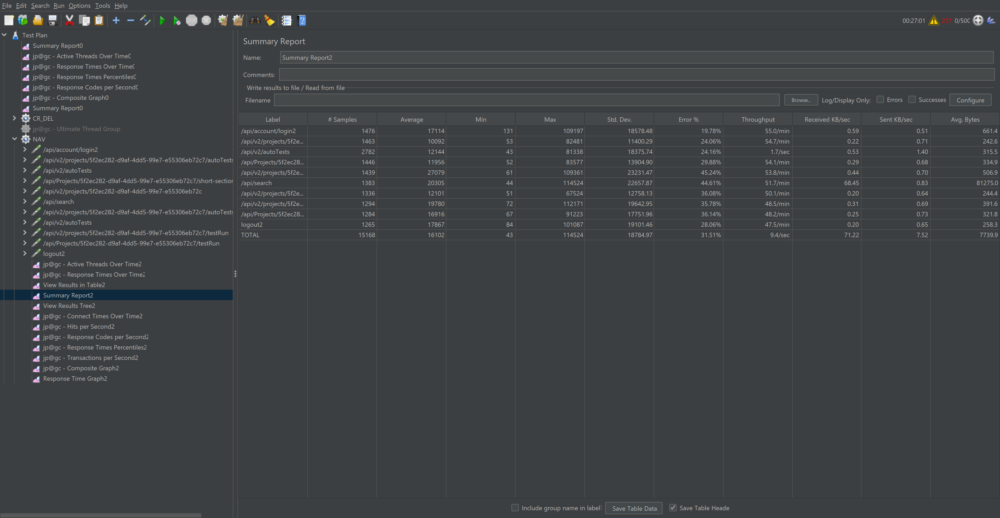 File Edit Search Run Options Tools Help
00:27:01 277 0/500
Test Plan
Summary Report0
jp@gc - Active Threads Over Time0
jp@gc - Response Times Over Time0
jp@gc - Response Times Percentiles0
jp@gc - Response Codes per Second0
jp@gc - Composite Graph0
Summary Report0
CR_DEL
jp@gc - Ultimate Thread Group
NAV
/api/account/login2
/api/v2/projects/5f2ec282-d9af-4dd5-99e7-e55306eb72c7/autoTests
/api/v2/autoTests
/api/Projects/5f2ec282-d9af-4dd5-99e7-e55306eb72c7/short-section
/api/v2/projects/5f2ec282-d9af-4dd5-99e7-e55306eb72c
/api/search
/api/v2/projects/5f2ec282-d9af-4dd5-99e7-e55306eb72c7/autoTests
/api/v2/autoTests
/api/v2/projects/5f2ec282-d9af-4dd5-99e7-e55306eb72c7/testRun
/api/Projects/5f2ec282-d9af-4dd5-99e7-e55306eb72c7/testRun
logout2
jp@gc - Active Threads Over Time2
jp@gc - Response Times Over Time2
View Results in Table2
Summary Report2
View Results Tree2
jp@gc - Connect Times Over Time2
jp@gc - Hits per Second2
jp@gc - Response Codes per Second2
jp@gc - Response Times Percentiles2
jp@gc - Transactions per Second2
jp@gc - Composite Graph2
Response Time Graph2
Summary Report
Name: Summary Report2
Comments:
Write results to file / Read from file
Filename Browse... Log/Display Only: Errors Successes Configure
Label # Samples Average Min Max Std. Dev. Error % Throughput Received KB/sec Sent KB/sec Avg. Bytes
/api/account/login2 1476 17114 131 109197 18578.48 19.78% 55.0/min 0.59 0.51 661.4
/api/v2/projects/5f2e... 1463 10092 53 82481 11400.29 24.06% 54.7/min 0.22 0.71 242.6
/api/v2/autoTests 2782 12144 43 81338 18375.74 24.16% 1.7/sec 0.53 1.40 315.5
/api/Projects/5f2ec28... 1446 11956 52 83577 13904.90 29.88% 54.1/min 0.29 0.68 334.9
/api/v2/projects/5f2e... 1439 27079 61 109361 23231.47 45.24% 53.8/min 0.44 0.70 506.9
/api/search 1383 20305 44 114524 22657.87 44.61% 51.7/min 68.45 0.83 81275.0
/api/v2/projects/5f2e... 1336 12101 51 67524 12758.13 36.08% 50.1/min 0.20 0.64 244.4
/api/v2/projects/5f2e... 1294 19780 72 112171 19642.95 35.78% 48.5/min 0.31 0.69 391.6
/api/Projects/5f2ec28... 1284 16916 67 91223 17751.96 36.14% 48.2/min 0.25 0.73 321.8
logout2 1265 17867 84 101087 19101.46 28.06% 47.5/min 0.20 0.65 258.3
TOTAL 15168 16102 43 114524 18784.97 31.51% 9.4/sec 71.22 7.52 7739.9
Include group name in label? Save Table Data Save Table Heade